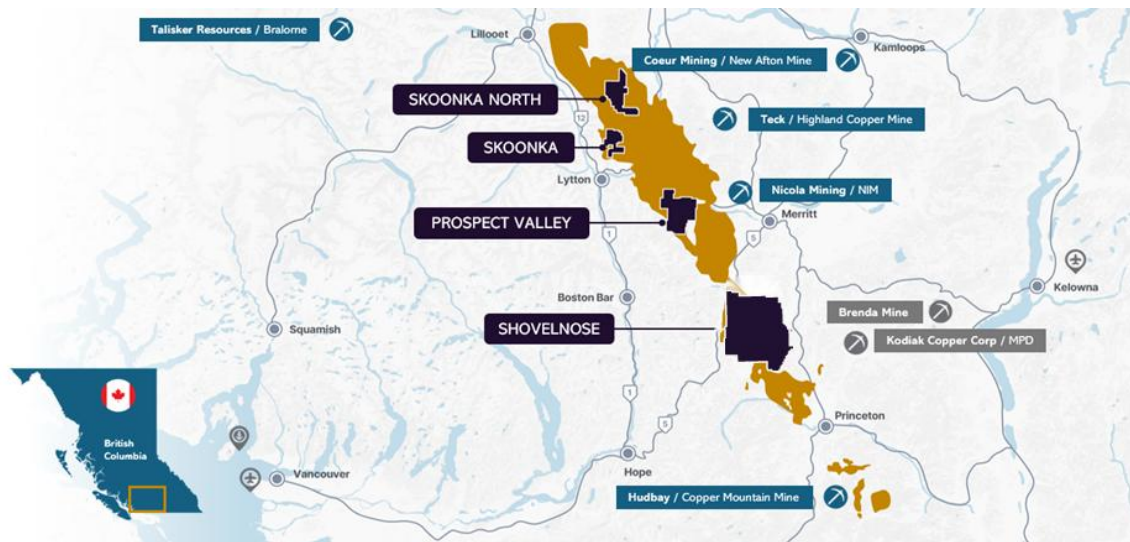 Talisker Resources / Bralorne
Lillooet
Kamloops
Coeur Mining / New Afton Mine
SKOONKA NORTH
12
Teck / Highland Copper Mine
SKOONKA
Lytton
Nicola Mining / NIM
Merritt
PROSPECT VALLEY
1
5
Kelowna
Boston Bar
Brenda Mine
SHOVELNOSE
Squamish
Kodiak Copper Corp / MPD
1
British
Columbia
5
Princeton
Hope
Vancouver
Hudbay / Copper Mountain Mine